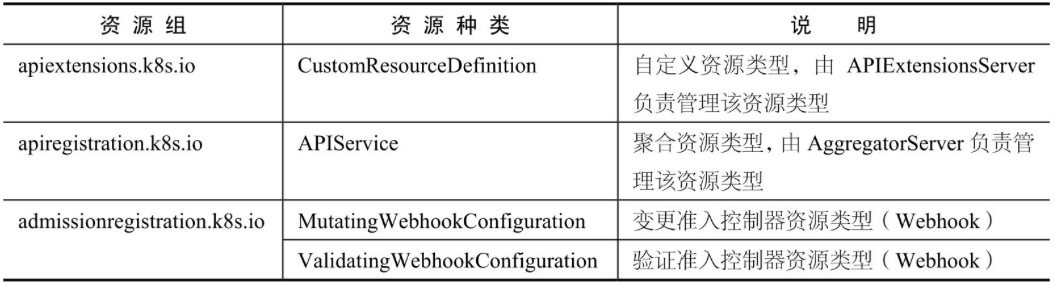 资源组 资源种类 说明
apiextensions.k8s.io CustomResourceDefinition 自定义资源类型，由 APIExtensionsServer
负责管理该资源类型
apiregistration.k8s.io APIService 聚合资源类型，由 AggregatorServer 负责管
理该资源类型
admissionregistration.k8s.io MutatingWebhookConfiguration 变更准入控制器资源类型（Webhook）
ValidatingWebhookConfiguration 验证准入控制器资源类型（Webhook）